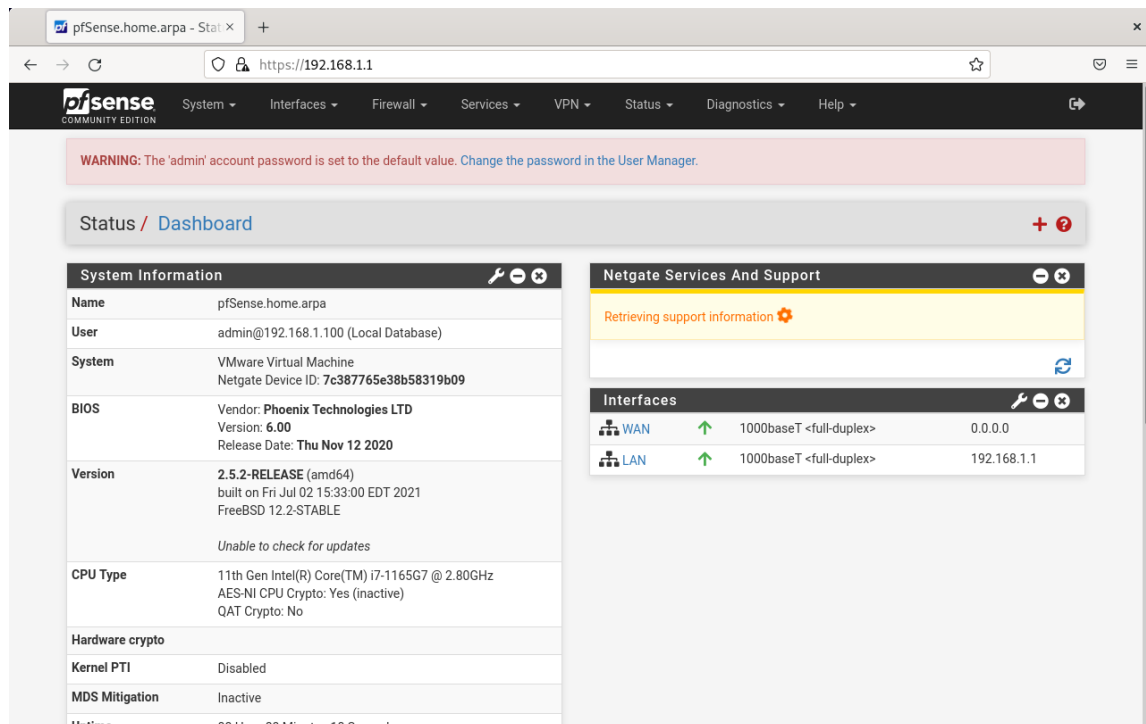 pfSense.home.arpa - Stat
https://192.168.1.1
pfsense
COMMUNITY EDITION
System
Interfaces
Firewall
Services
VPN
Status
Diagnostics
Help
WARNING: The 'admin' account password is set to the default value. Change the password in the User Manager.
Status / Dashboard
System Information
Name
pfSense.home.arpa
User
admin@192.168.1.100 (Local Database)
System
VMware Virtual Machine
Netgate Device ID: 7c387765e38b58319b09
BIOS
Vendor: Phoenix Technologies LTD
Version: 6.00
Release Date: Thu Nov 12 2020
Version
2.5.2-RELEASE (amd64)
built on Fri Jul 02 15:33:00 EDT 2021
FreeBSD 12.2-STABLE
Unable to check for updates
CPU Type
11th Gen Intel(R) Core(TM) i7-1165G7 @ 2.80GHz
AES-NI CPU Crypto: Yes (inactive)
QAT Crypto: No
Hardware crypto
Kernel PTI
Disabled
MDS Mitigation
Inactive
Netgate Services And Support
Retrieving support information
Interfaces
WAN
1000baseT <full-duplex>
0.0.0.0
LAN
1000baseT <full-duplex>
192.168.1.1